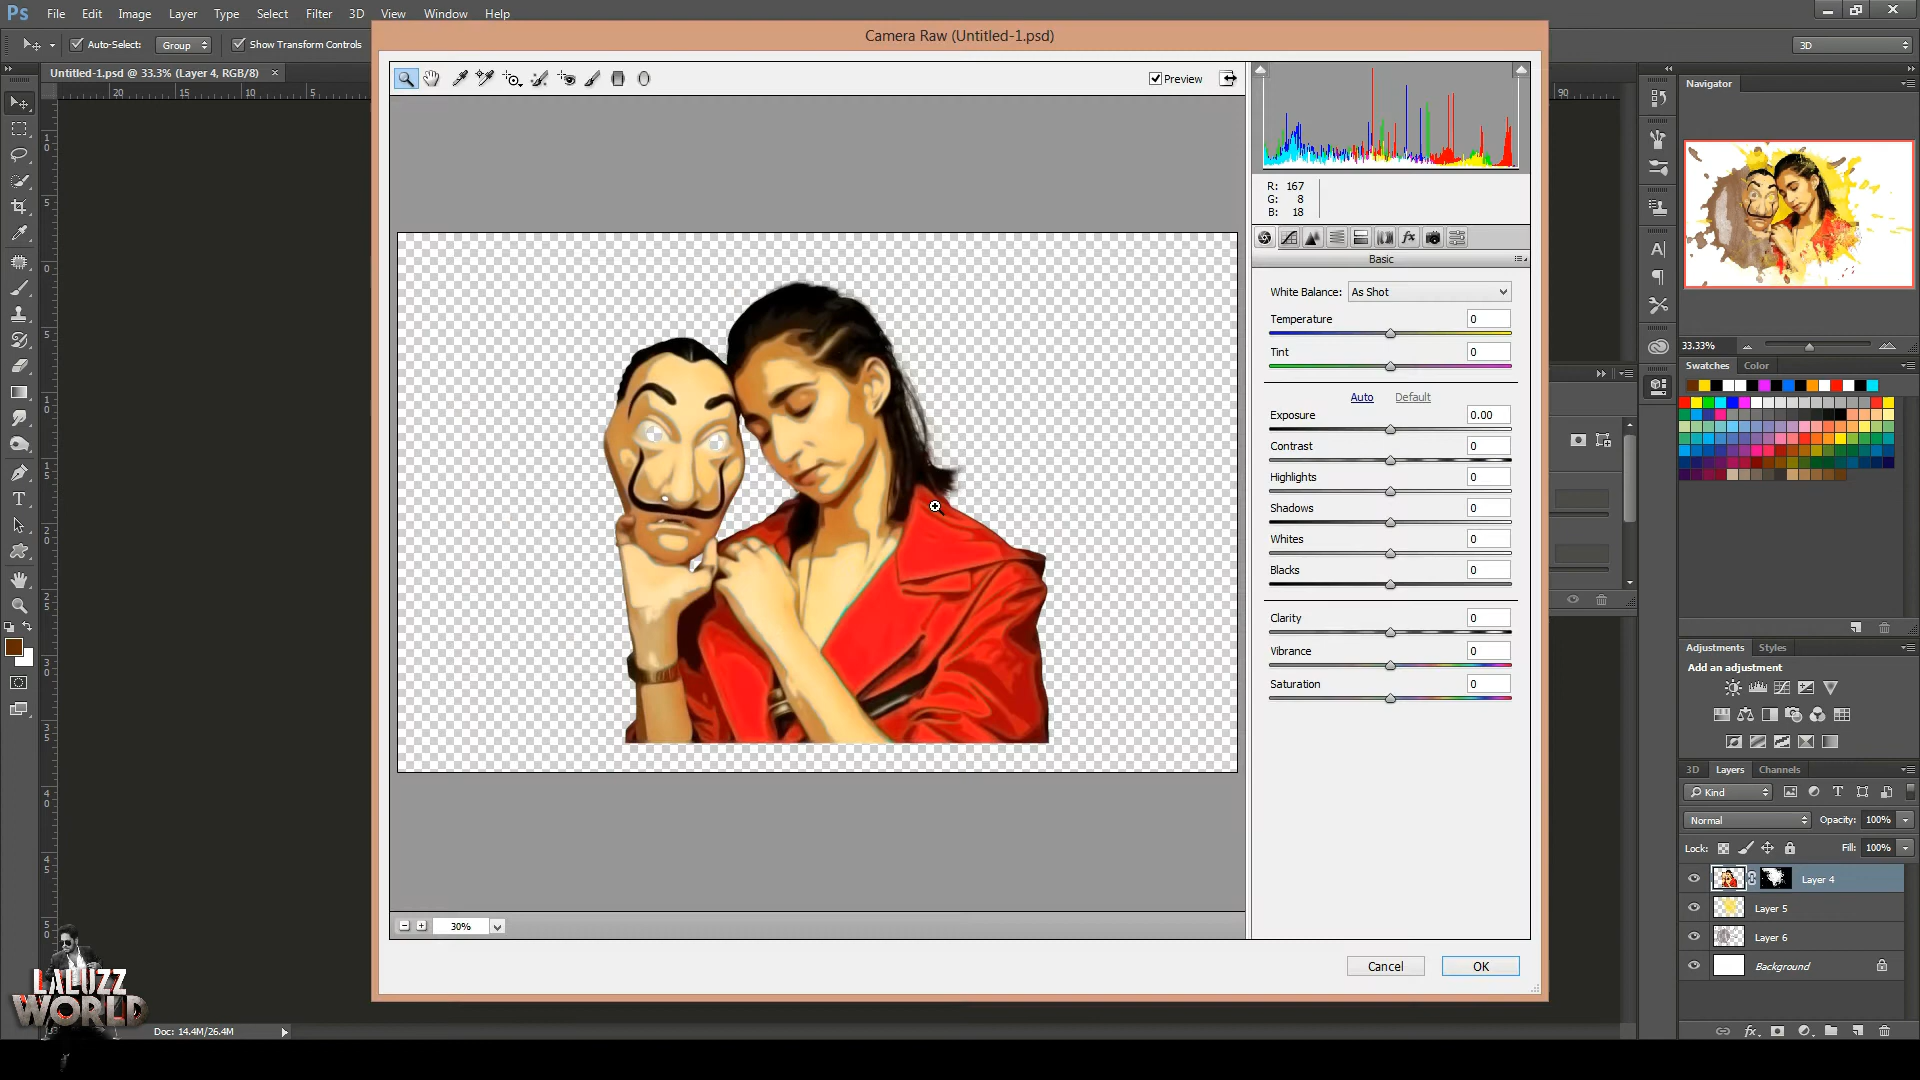 Ps File Edit Image Layer Type Select Filter 3D View Window Help
Camera Raw (Untitled-1.psd)
Auto-Select: Group Show Transform Controls
3D
Untitled-1.psd @ 33.3% (Layer 4, RGB/8) ×
Preview
Navigator
20 15 10 5
90
R: 167
G: 8
B: 18
Basic
White Balance: As Shot
Temperature 0
Tint 0
Auto Default
Exposure 0.00
Contrast 0
Highlights 0
Shadows 0
Whites 0
Blacks 0
Clarity 0
Vibrance 0
Saturation 0
33.33%
Swatches Color
Adjustments Styles
Add an adjustment
3D Layers Channels
Kind
Normal Opacity: 100%
Lock: Fill: 100%
Layer 4
Layer 5
Layer 6
Background
30%
Cancel OK
LALUZZ
WORLD
Doc: 14.4M/26.4M